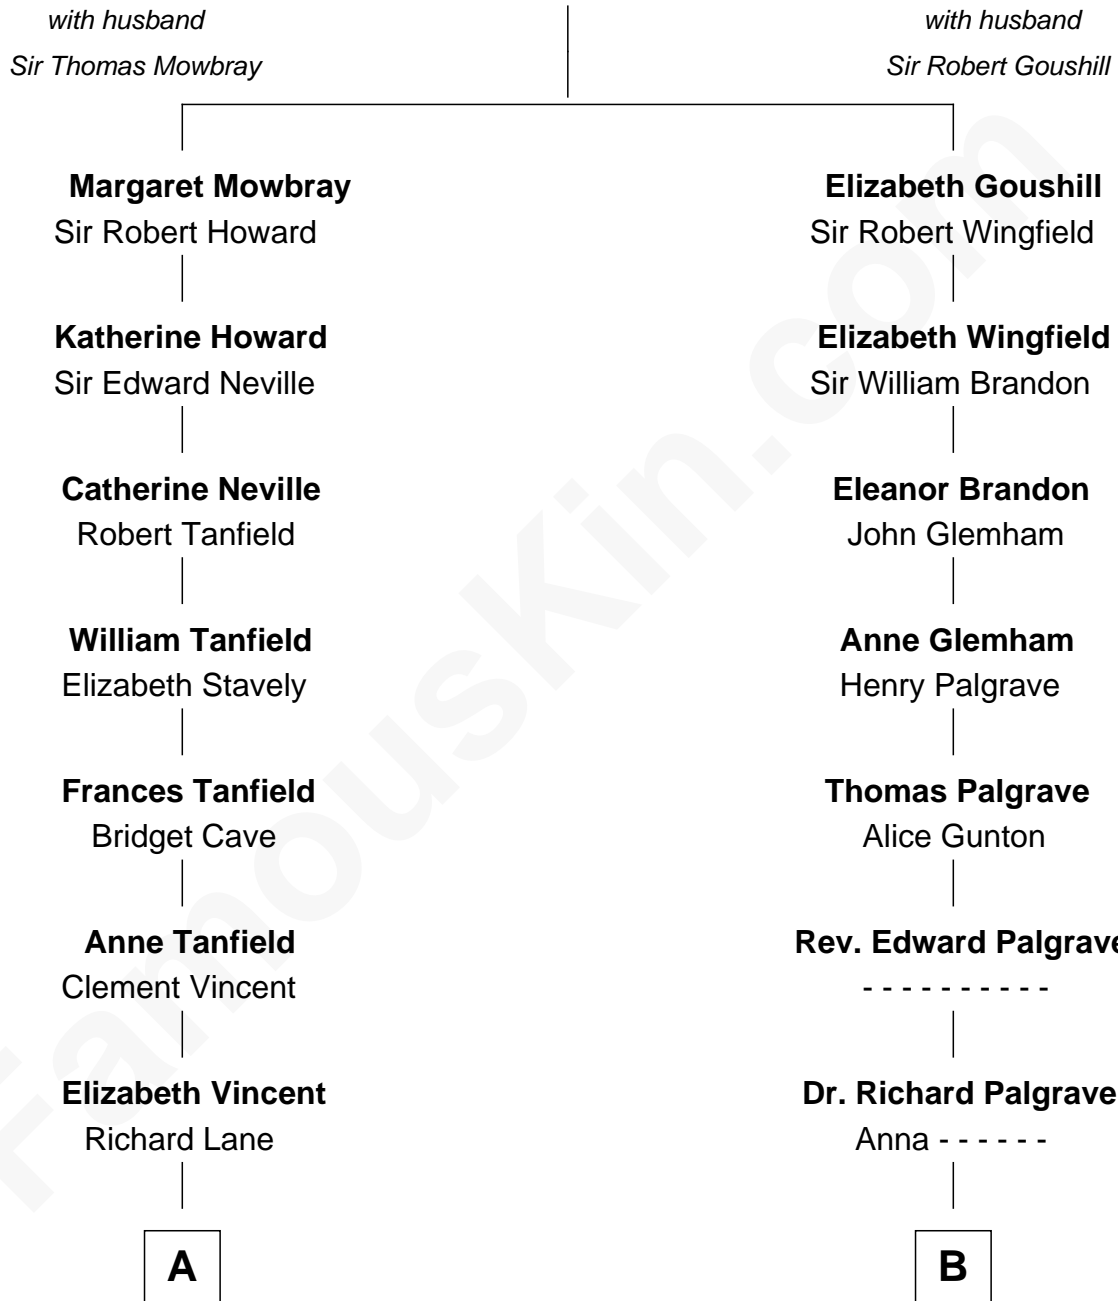 with husband
Sir Thomas Mowbray
with husband
Sir Robert Goushill
Margaret Mowbray
Sir Robert Howard
Elizabeth Goushill
Sir Robert Wingfield
Katherine Howard
Sir Edward Neville
Elizabeth Wingfield
Sir William Brandon
Catherine Neville
Robert Tanfield
Eleanor Brandon
John Glemham
William Tanfield
Elizabeth Stavely
Anne Glemham
Henry Palgrave
Frances Tanfield
Bridget Cave
Thomas Palgrave
Alice Gunton
Anne Tanfield
Clement Vincent
Rev. Edward Palgrave
- - - - - - - - - -
Elizabeth Vincent
Richard Lane
Dr. Richard Palgrave
Anna - - - - - -
A
B
FamousKin.com